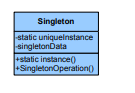 Singleton
-static uniqueInstance
-singletonData
+static instance()
+SingletonOperation()